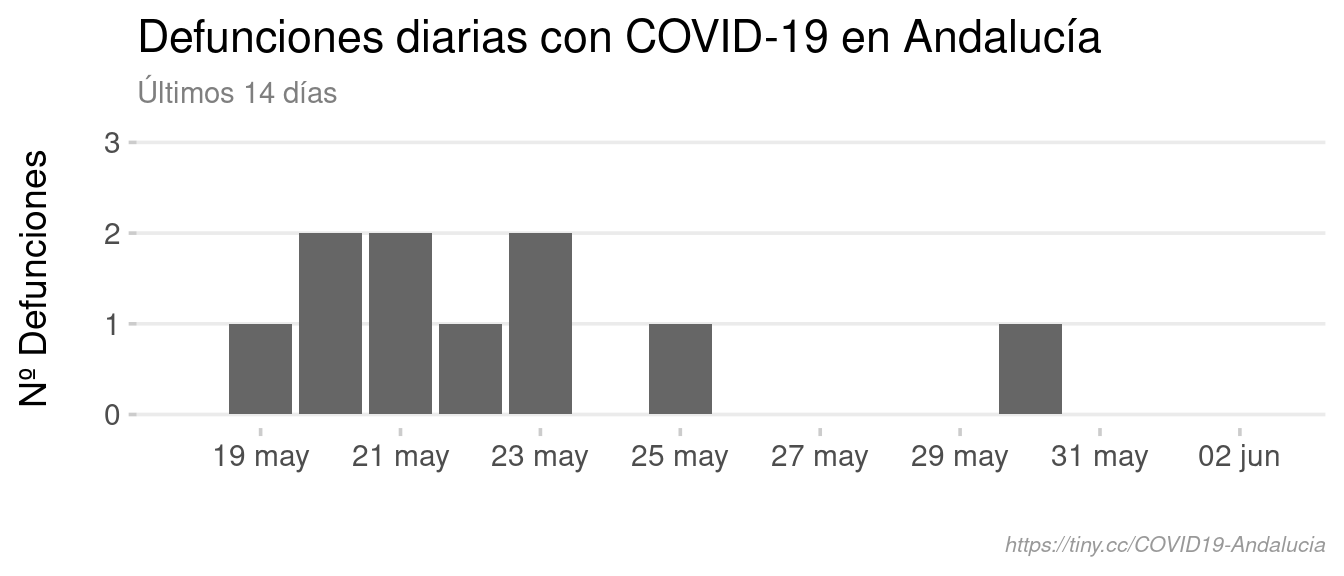 Defunciones diarias con COVID-19 en Andalucía
Últimos 14 días
Nº Defunciones
3
2
1
0
19 may 21 may 23 may 25 may 27 may 29 may 31 may 02 jun
https://tiny.cc/COVID19-Andalucia